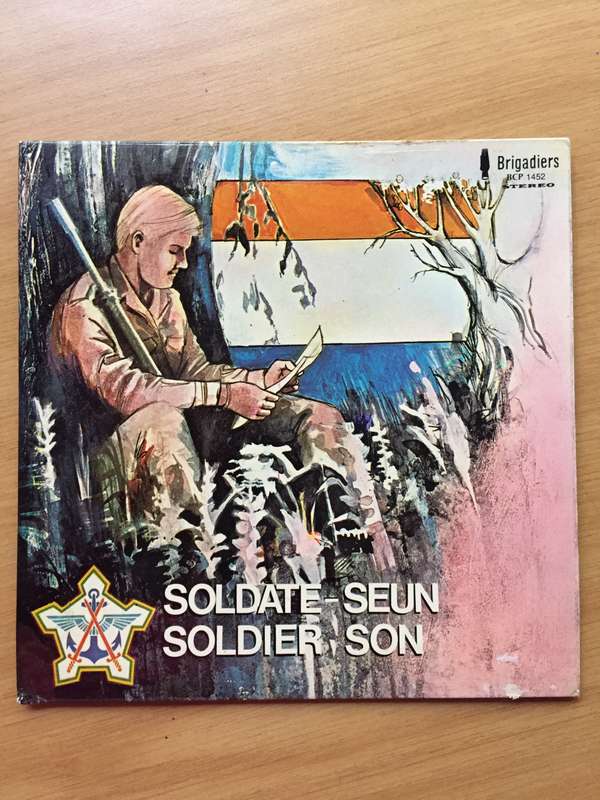 Brigadiers
BCP 1452
STEREO
SOLDATE-SEUN
SOLDIER SON